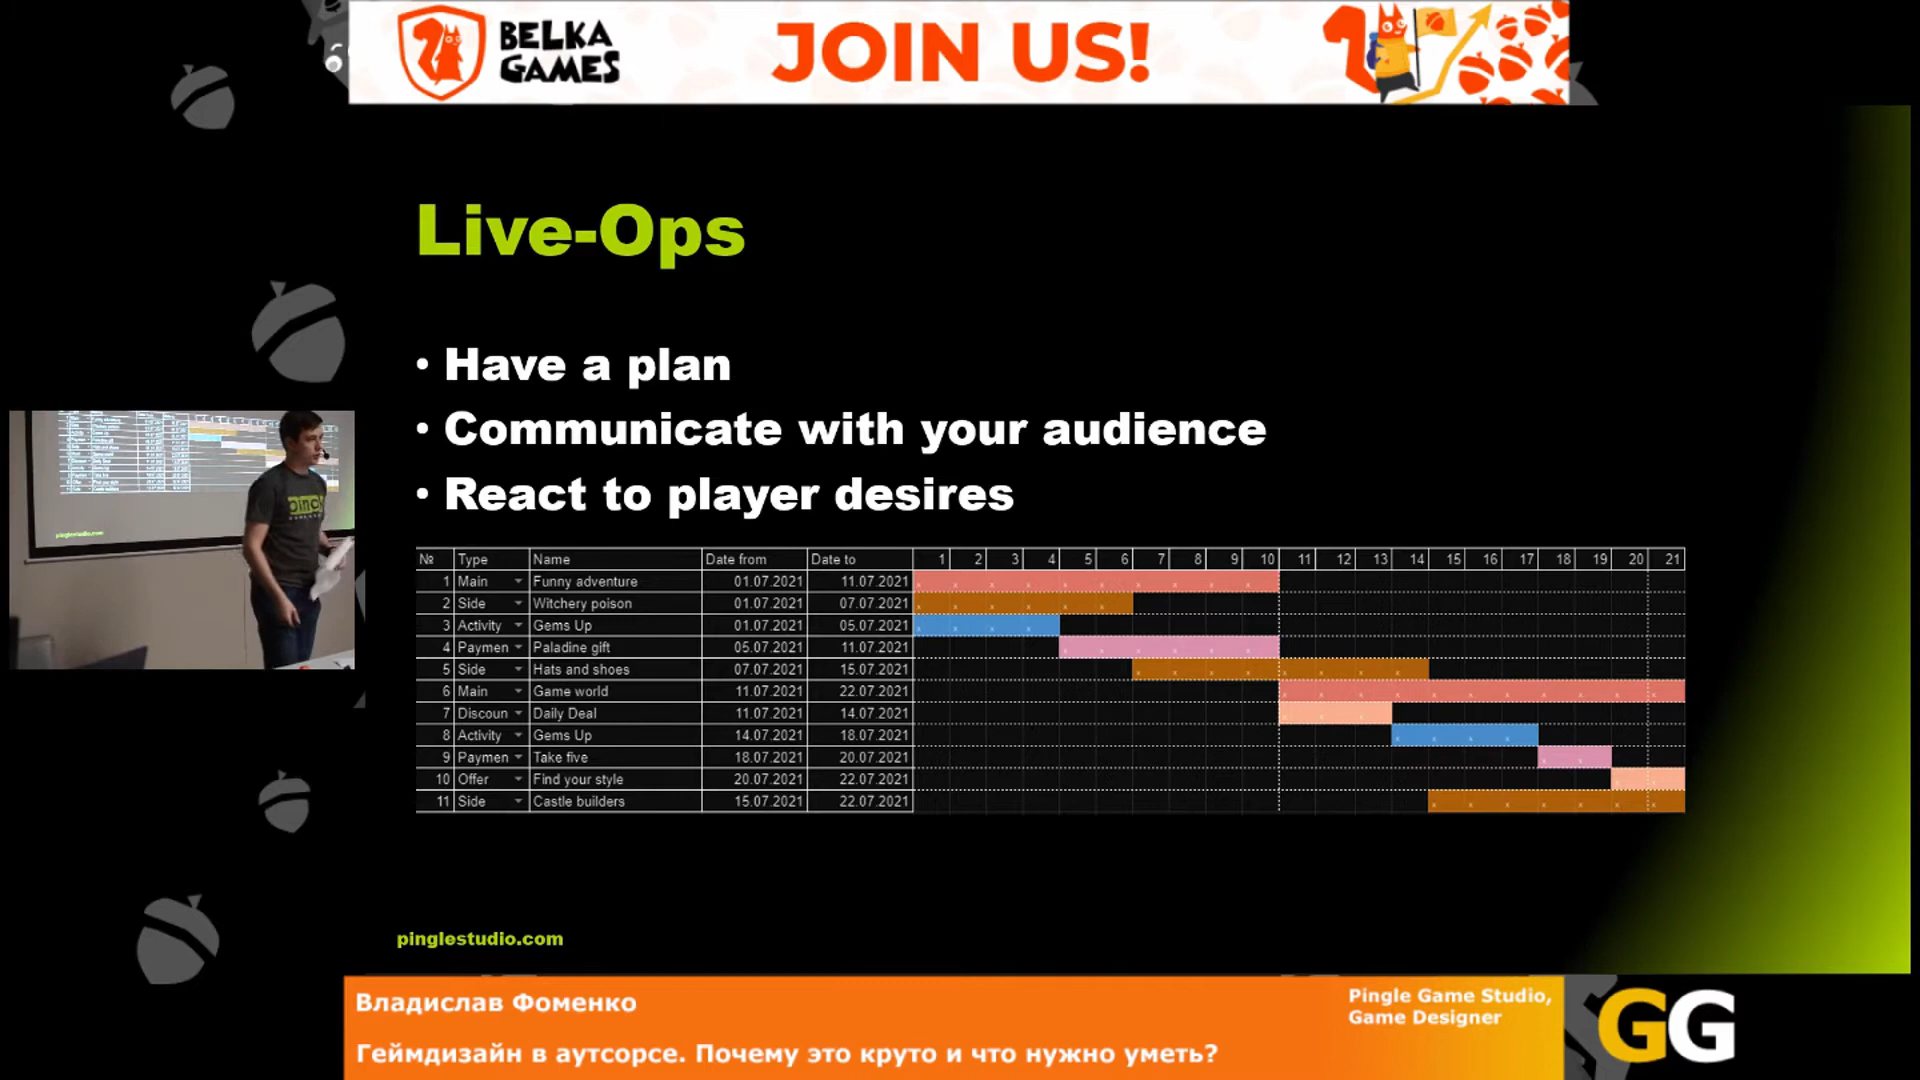 BELKA
GAMES
JOIN US!
Live-Ops
• Have a plan
• Communicate with your audience
• React to player desires
№ Type Name Date from Date to 1 2 3 4 5 6 7 8 9 10 11 12 13 14 15 16 17 18 19 20 21
1 Main Funny adventure 01.07.2021 11.07.2021
2 Side Witchery poison 01.07.2021 07.07.2021
3 Activity Gems Up 01.07.2021 05.07.2021
4 Paymen Paladine gift 05.07.2021 11.07.2021
5 Side Hats and shoes 07.07.2021 15.07.2021
6 Main Game world 11.07.2021 22.07.2021
7 Discoun Daily Deal 11.07.2021 14.07.2021
8 Activity Gems Up 14.07.2021 18.07.2021
9 Paymen Take five 18.07.2021 20.07.2021
10 Offer Find your style 20.07.2021 22.07.2021
11 Side Castle builders 15.07.2021 22.07.2021
pinglestudio.com
Владислав Фоменко
Pingle Game Studio,
Game Designer
Геймдизайн в аутсорсе. Почему это круто и что нужно уметь?
GG